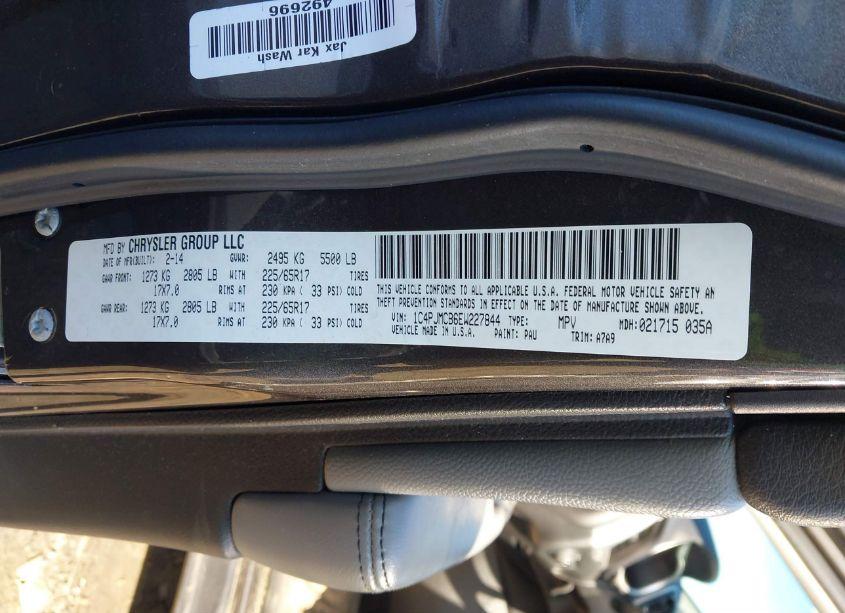 Jax Kar Wash
492696
MFD BY CHRYSLER GROUP LLC
DATE OF MFR(BUILT): 2-14 GVWR: 2495 KG 5500 LB
GAWR FRONT: 1273 KG 2805 LB WITH 225/65R17 TIRES
17X7.0 RIMS AT 230 KPA ( 33 PSI) COLD
GAWR REAR: 1273 KG 2805 LB WITH 225/65R17 TIRES
17X7.0 RIMS AT 230 KPA ( 33 PSI) COLD
THIS VEHICLE CONFORMS TO ALL APPLICABLE U.S.A. FEDERAL MOTOR VEHICLE SAFETY AN
THEFT PREVENTION STANDARDS IN EFFECT ON THE DATE OF MANUFACTURE SHOWN ABOVE.
VIN: 1C4PJMCB6EW227844 TYPE: MPV MDH: 021715 035A
VEHICLE MADE IN U.S.A. PAINT: PAU TRIM: A7A9